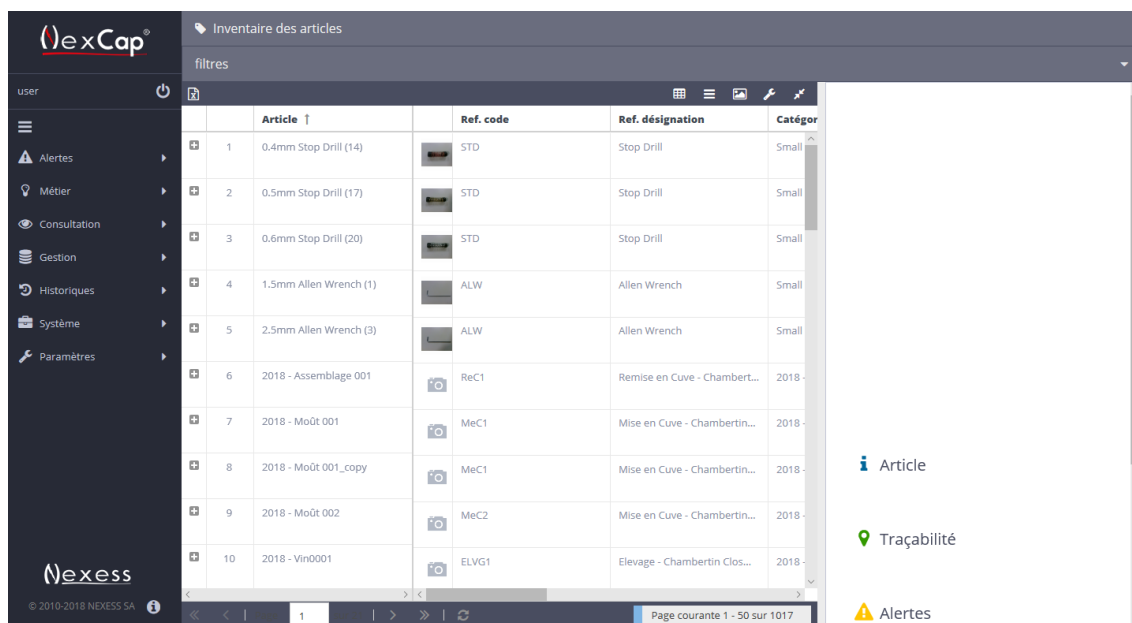 NexCap®
user
Alertes
Métier
Consultation
Gestion
Historiques
Système
Paramètres
Nexess
© 2010-2018 NEXESS SA
Inventaire des articles
filtres
Article ↑ Ref. code Ref. désignation Catégor
1 0.4mm Stop Drill (14) STD Stop Drill Small
2 0.5mm Stop Drill (17) STD Stop Drill Small
3 0.6mm Stop Drill (20) STD Stop Drill Small
4 1.5mm Allen Wrench (1) ALW Allen Wrench Small
5 2.5mm Allen Wrench (3) ALW Allen Wrench Small
6 2018 - Assemblage 001 ReC1 Remise en Cuve - Chambert... 2018 -
7 2018 - Moût 001 MeC1 Mise en Cuve - Chambertin... 2018 -
8 2018 - Moût 001_copy MeC1 Mise en Cuve - Chambertin... 2018 -
9 2018 - Moût 002 MeC2 Mise en Cuve - Chambertin... 2018 -
10 2018 - Vin0001 ELVG1 Elevage - Chambertin Clos... 2018 -
1
Page courante 1 - 50 sur 1017
Article
Traçabilité
Alertes